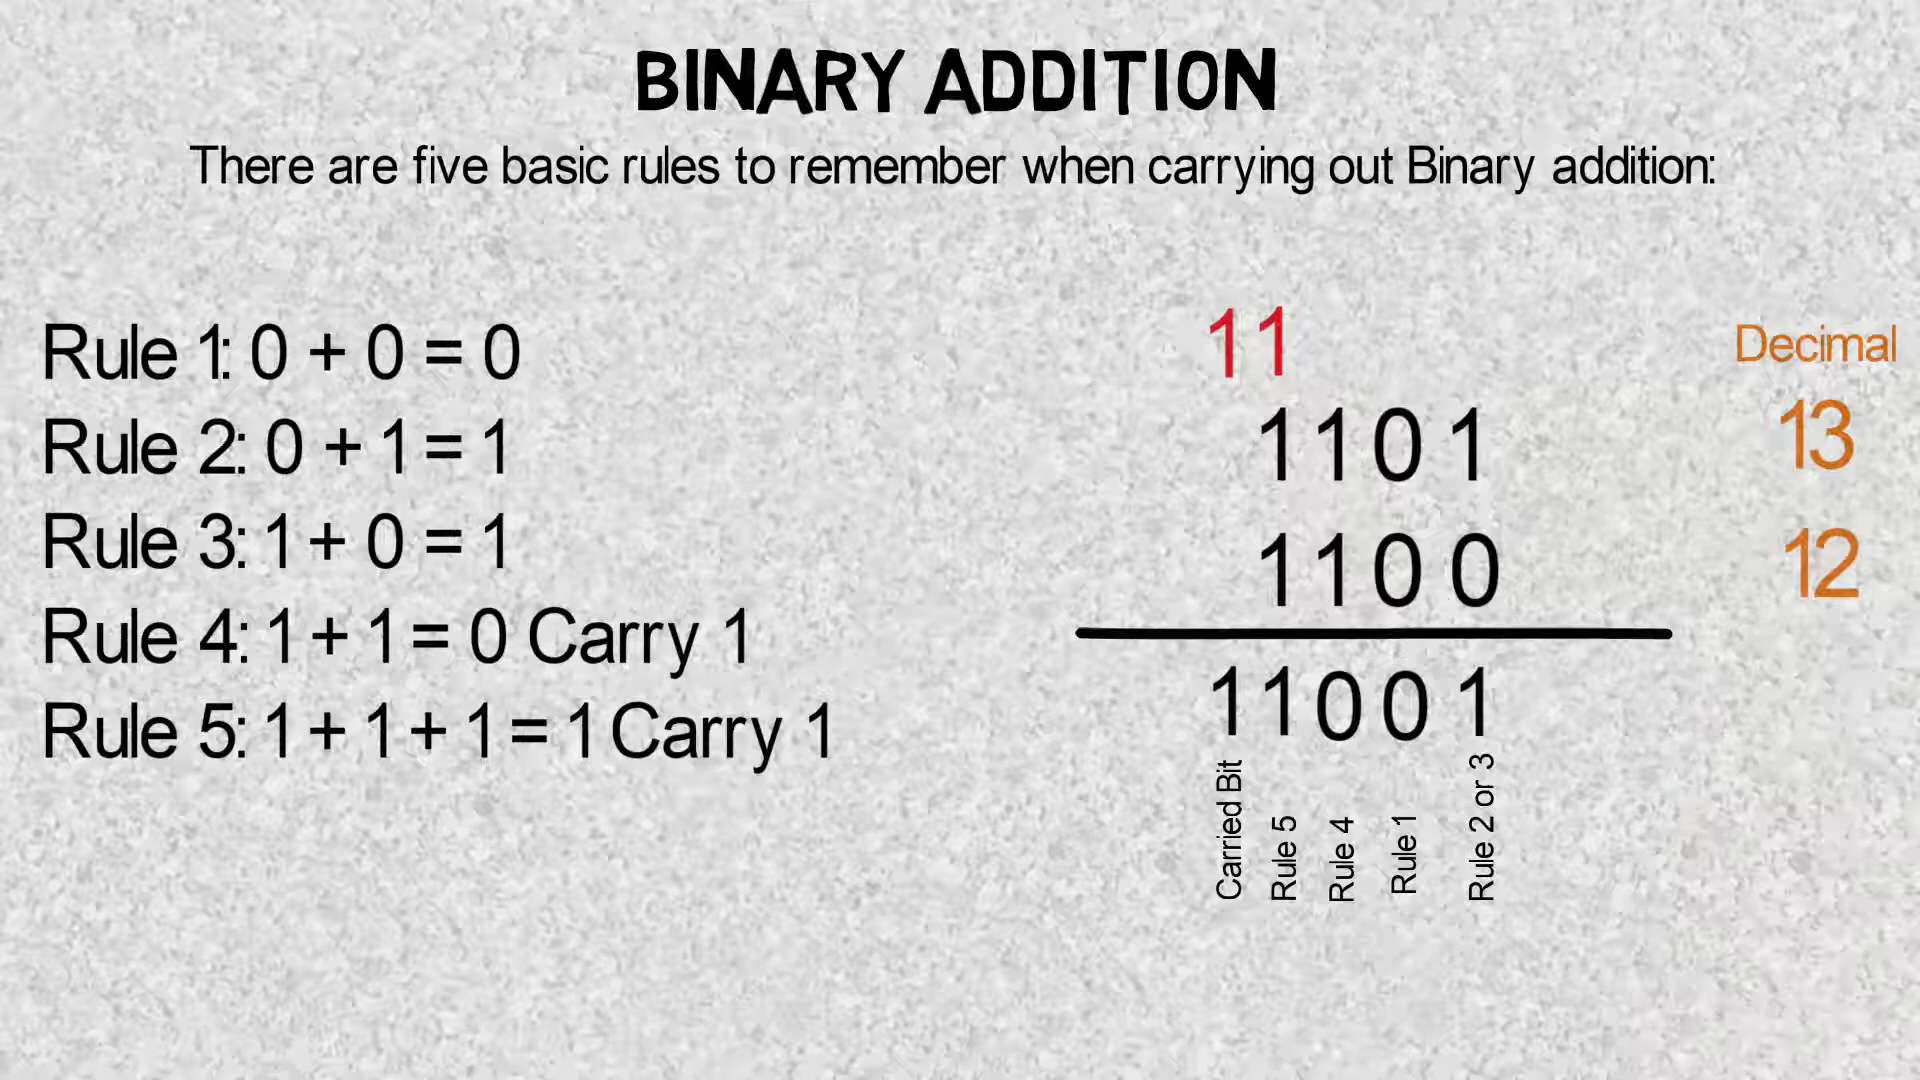 BINARY ADDITION
There are five basic rules to remember when carrying out Binary addition:
Rule 1: 0 + 0 = 0
Rule 2: 0 + 1 = 1
Rule 3: 1 + 0 = 1
Rule 4: 1 + 1 = 0 Carry 1
Rule 5: 1 + 1 + 1 = 1 Carry 1
11
1101
1100
11001
Carried Bit
Rule 5
Rule 4
Rule 1
Rule 2 or 3
Decimal
13
12